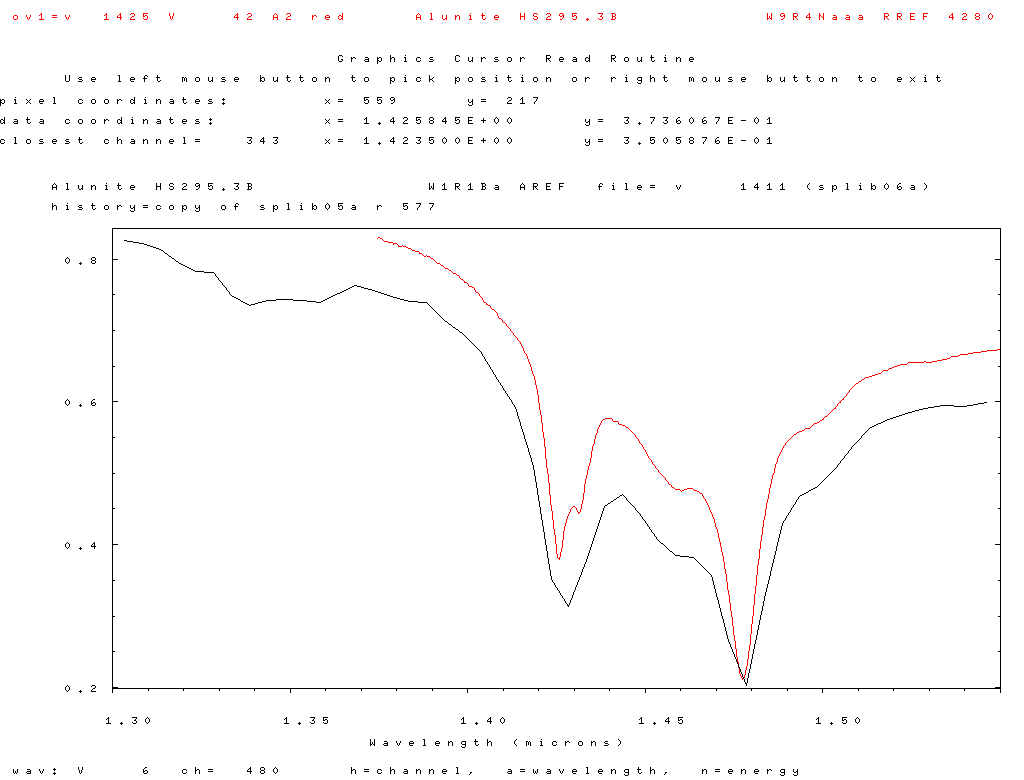 ov1=v 1425 V 42 A2 red Alunite HS295.3B W9R4Naaa RREF 4280
Graphics Cursor Read Routine
Use left mouse button to pick position or right mouse button to exit
pixel coordinates: x= 559 y= 217
data coordinates: x= 1.425845E+00 y= 3.736067E-01
closest channel= 343 x= 1.423500E+00 y= 3.505876E-01
Alunite HS295.3B W1R1Ba AREF file= v 1411 (splib06a)
history=copy of splib05a r 577
0.8
0.6
0.4
0.2
1.30 1.35 1.40 1.45 1.50
Wavelength (microns)
wav: V 6 ch= 480 h=channel, a=wavelength, n=energy